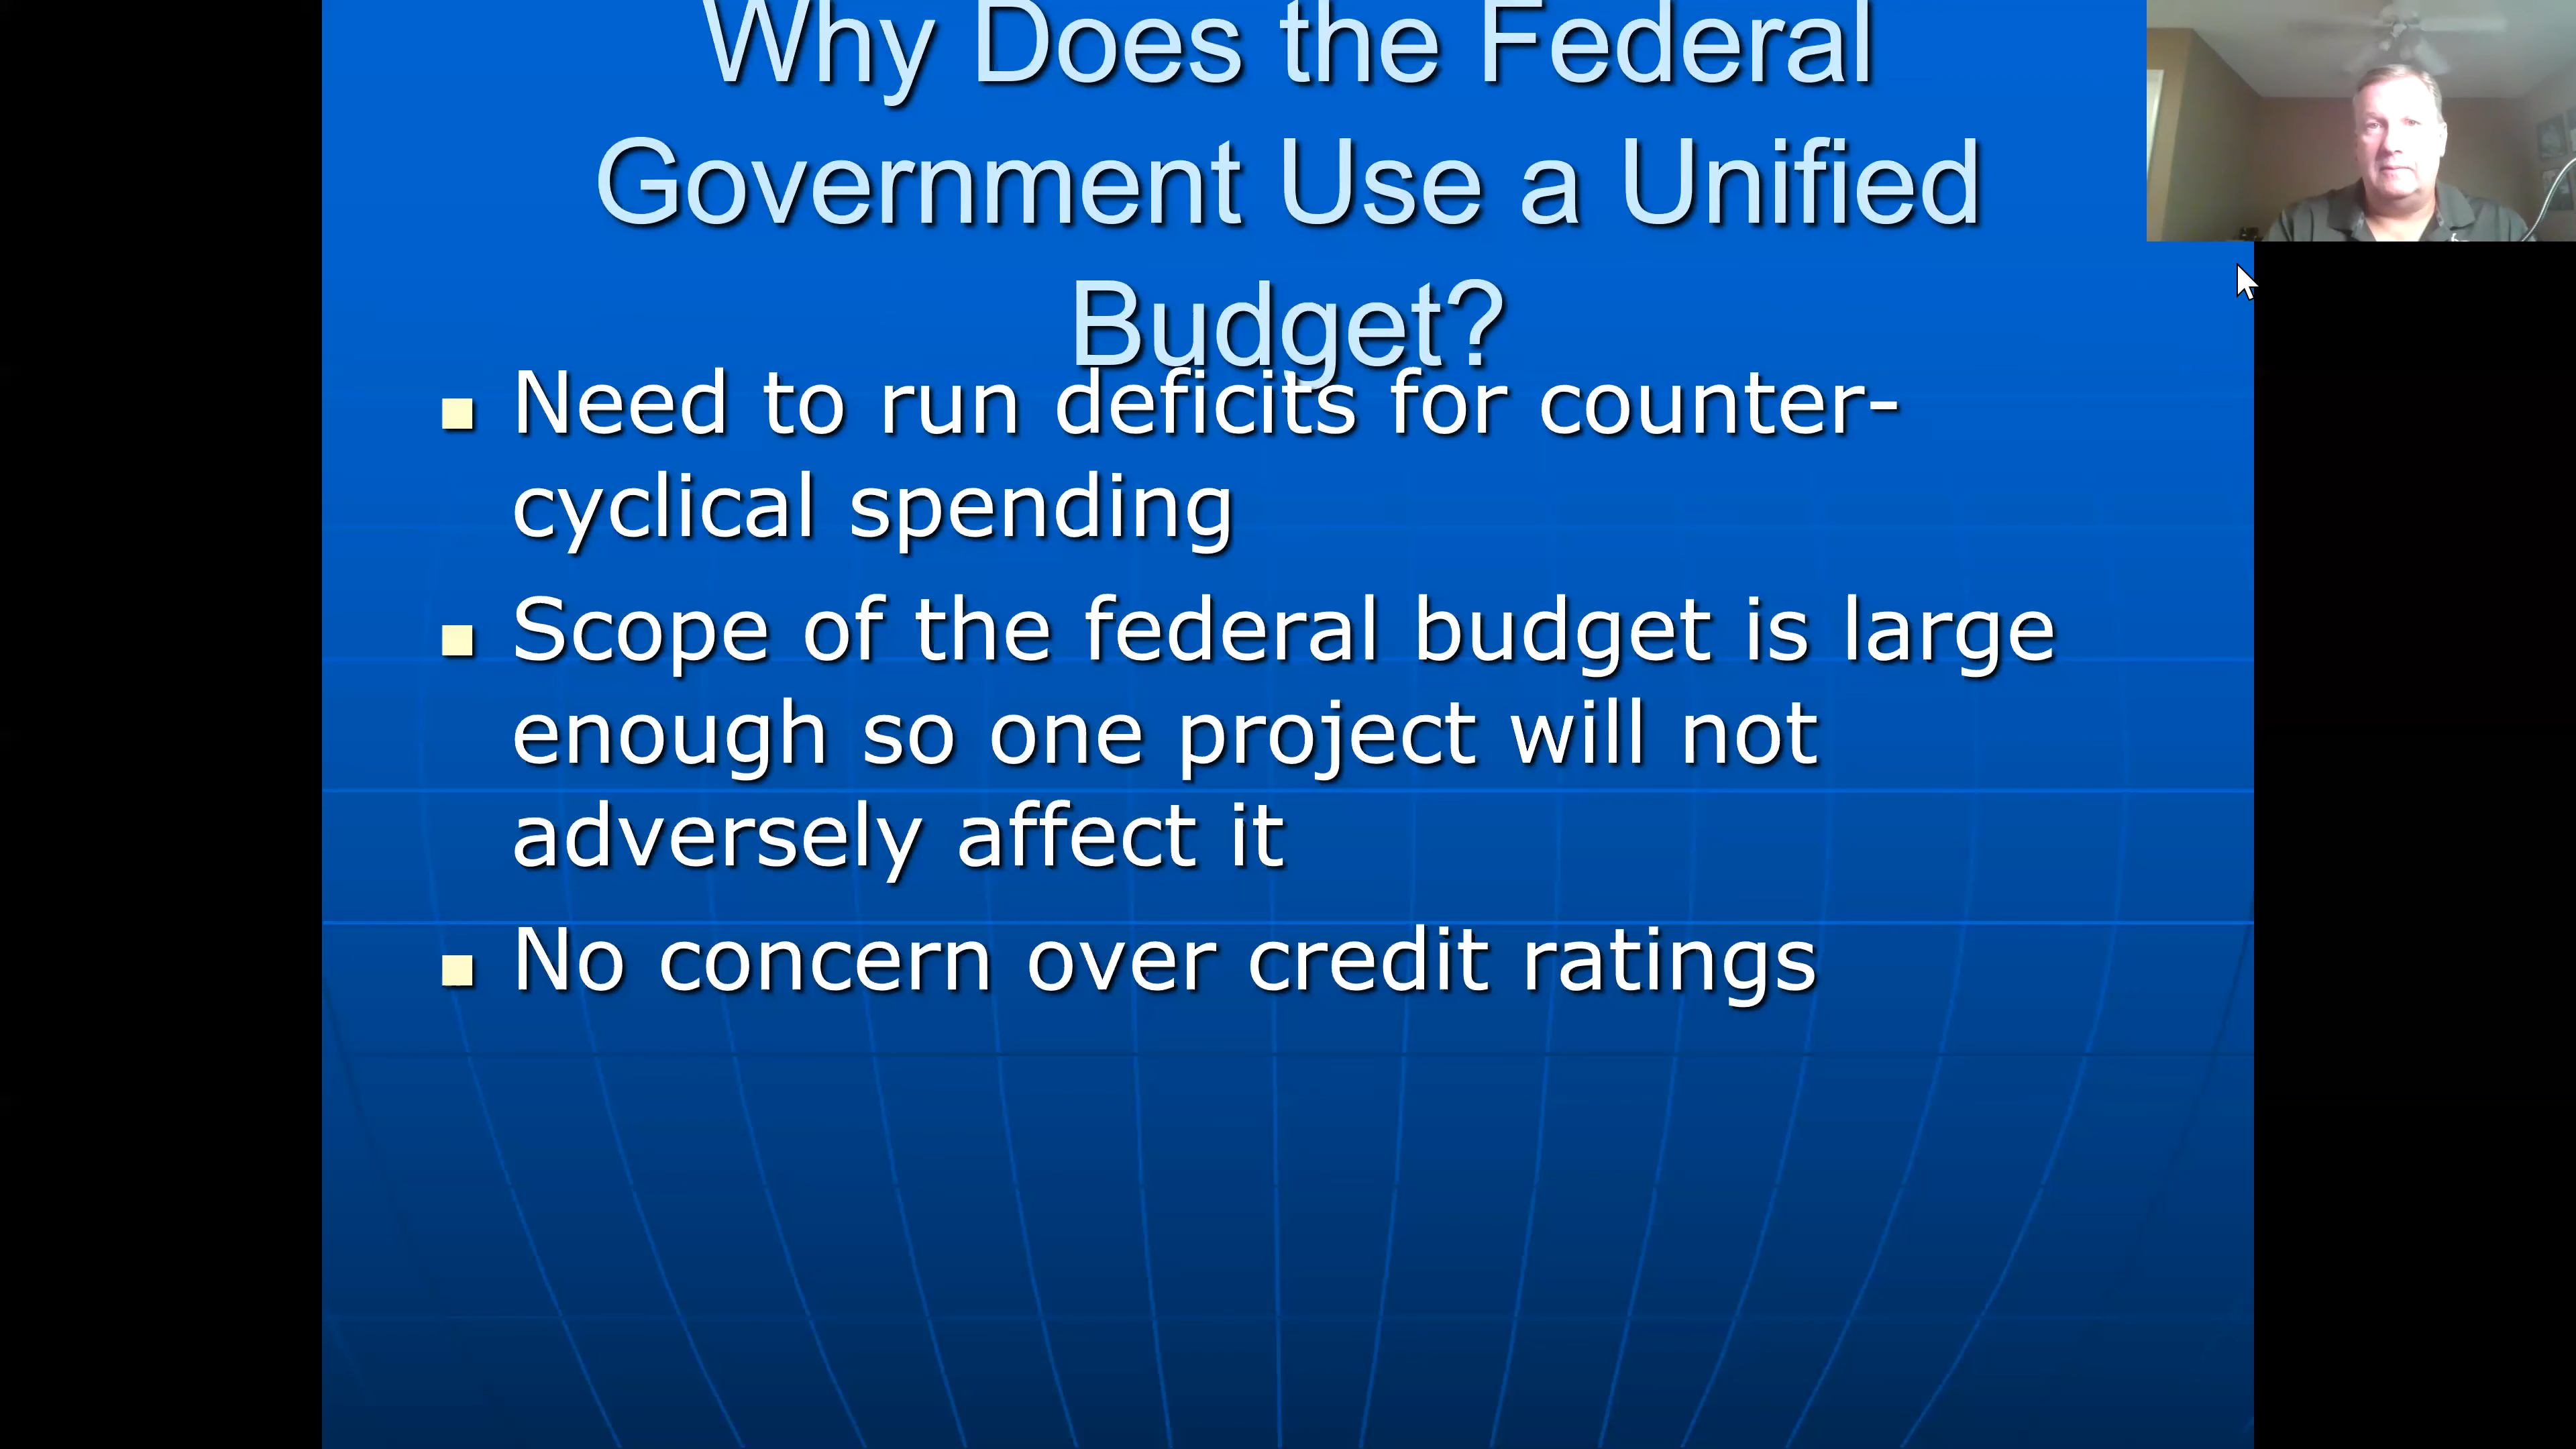 Why Does the Federal
Government Use a Unified
Budget?
Need to run deficits for counter-
cyclical spending
Scope of the federal budget is large
enough so one project will not
adversely affect it
No concern over credit ratings